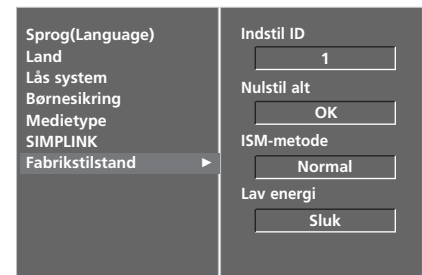 Sprog(Language)
Land
Lås system
Børnesikring
Medietype
SIMPLINK
Fabrikstilstand ►
Indstil ID
1
Nulstil alt
OK
ISM-metode
Normal
Lav energi
Sluk